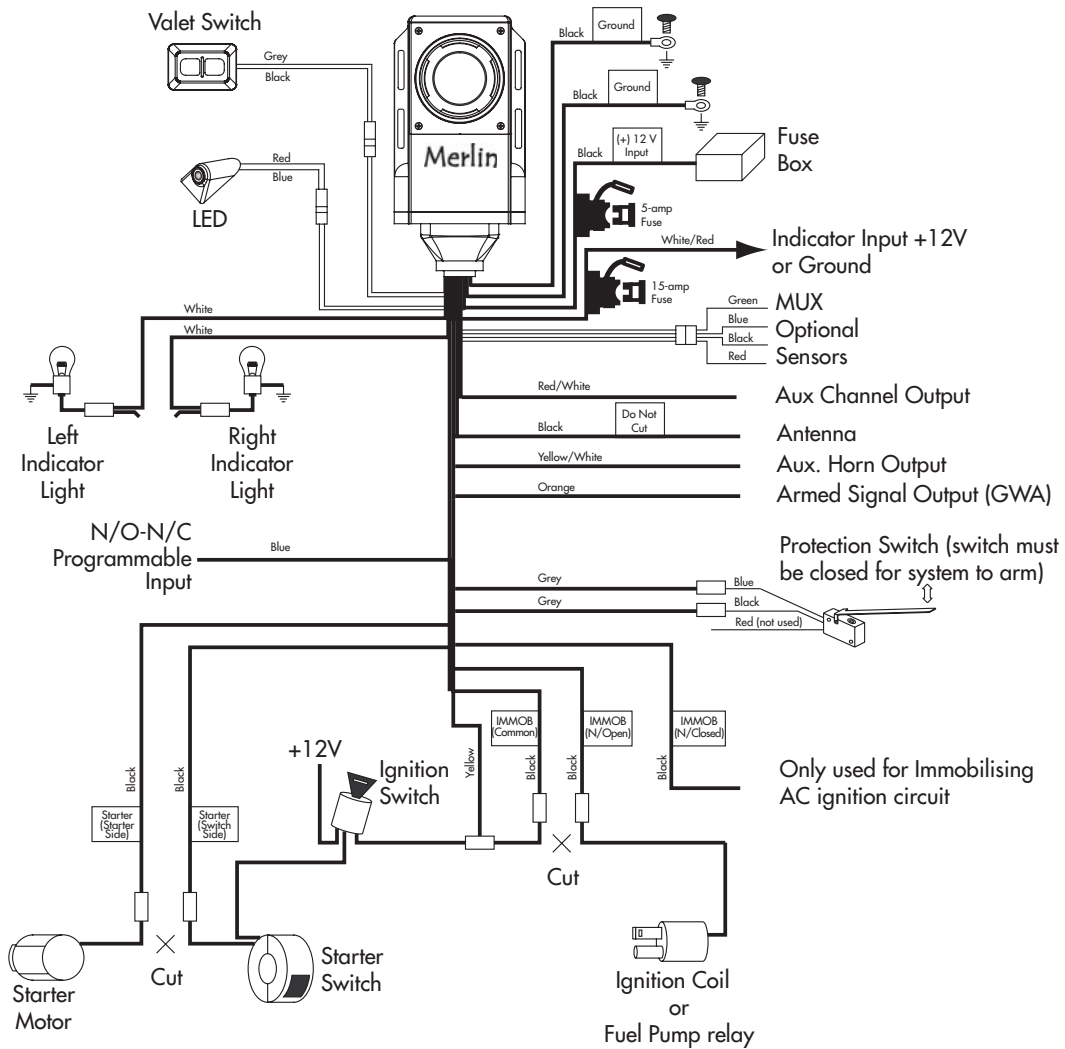 Valet Switch
Grey
Black
Merlin
Black
Ground
Black
Ground
Black
(+) 12 V
Input
Fuse
Box
Red
Blue
LED
5-amp
Fuse
White/Red
Indicator Input +12V
or Ground
15-amp
Fuse
White
White
Green
MUX
Blue
Optional
Black
Sensors
Red
Left
Indicator
Light
Right
Indicator
Light
Red/White
Aux Channel Output
Black
Do Not
Cut
Antenna
Yellow/White
Aux. Horn Output
Orange
Armed Signal Output (GWA)
N/O-N/C
Programmable
Input
Blue
Protection Switch (switch must
be closed for system to arm)
Grey
Blue
Grey
Black
Red (not used)
IMMOB
(Common)
IMMOB
(N/Open)
IMMOB
(N/Closed)
Black
Black
Yellow
Black
Black
Black
+12V
Ignition
Switch
Only used for Immobilising
AC ignition circuit
Starter
(Starter
Side)
Starter
(Switch
Side)
Cut
Cut
Starter
Motor
Starter
Switch
Ignition Coil
or
Fuel Pump relay